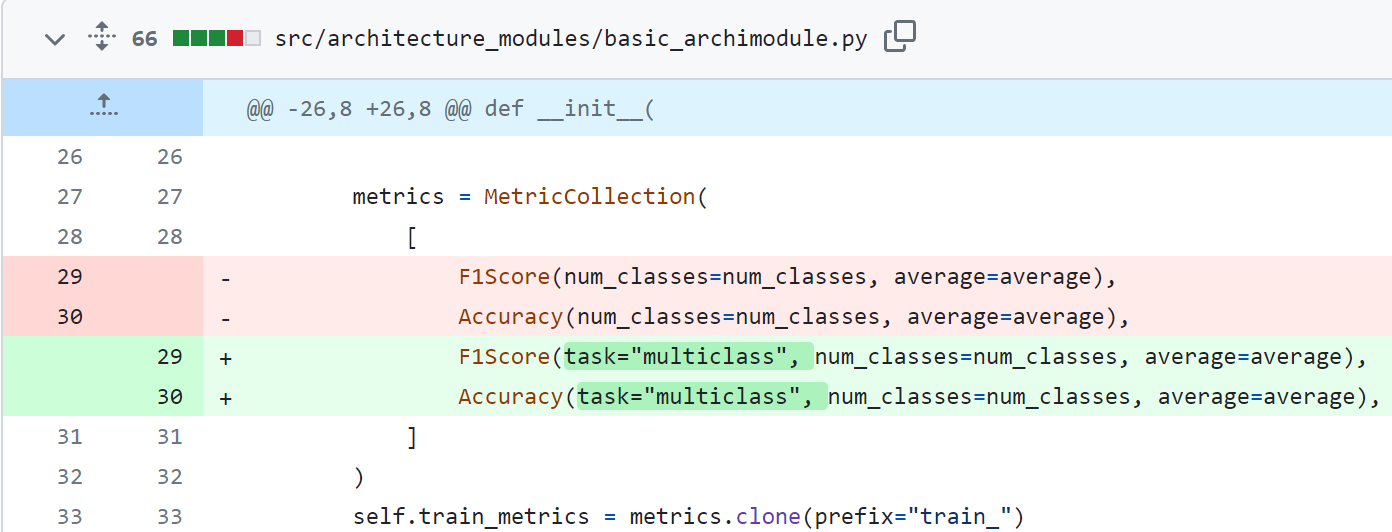 66 src/architecture_modules/basic_archimodule.py
@@ -26,8 +26,8 @@ def __init__(
26 26
27 27 metrics = MetricCollection(
28 28 [
29 - F1Score(num_classes=num_classes, average=average),
30 - Accuracy(num_classes=num_classes, average=average),
29 + F1Score(task="multiclass", num_classes=num_classes, average=average),
30 + Accuracy(task="multiclass", num_classes=num_classes, average=average),
31 31 ]
32 32 )
33 33 self.train_metrics = metrics.clone(prefix="train_")